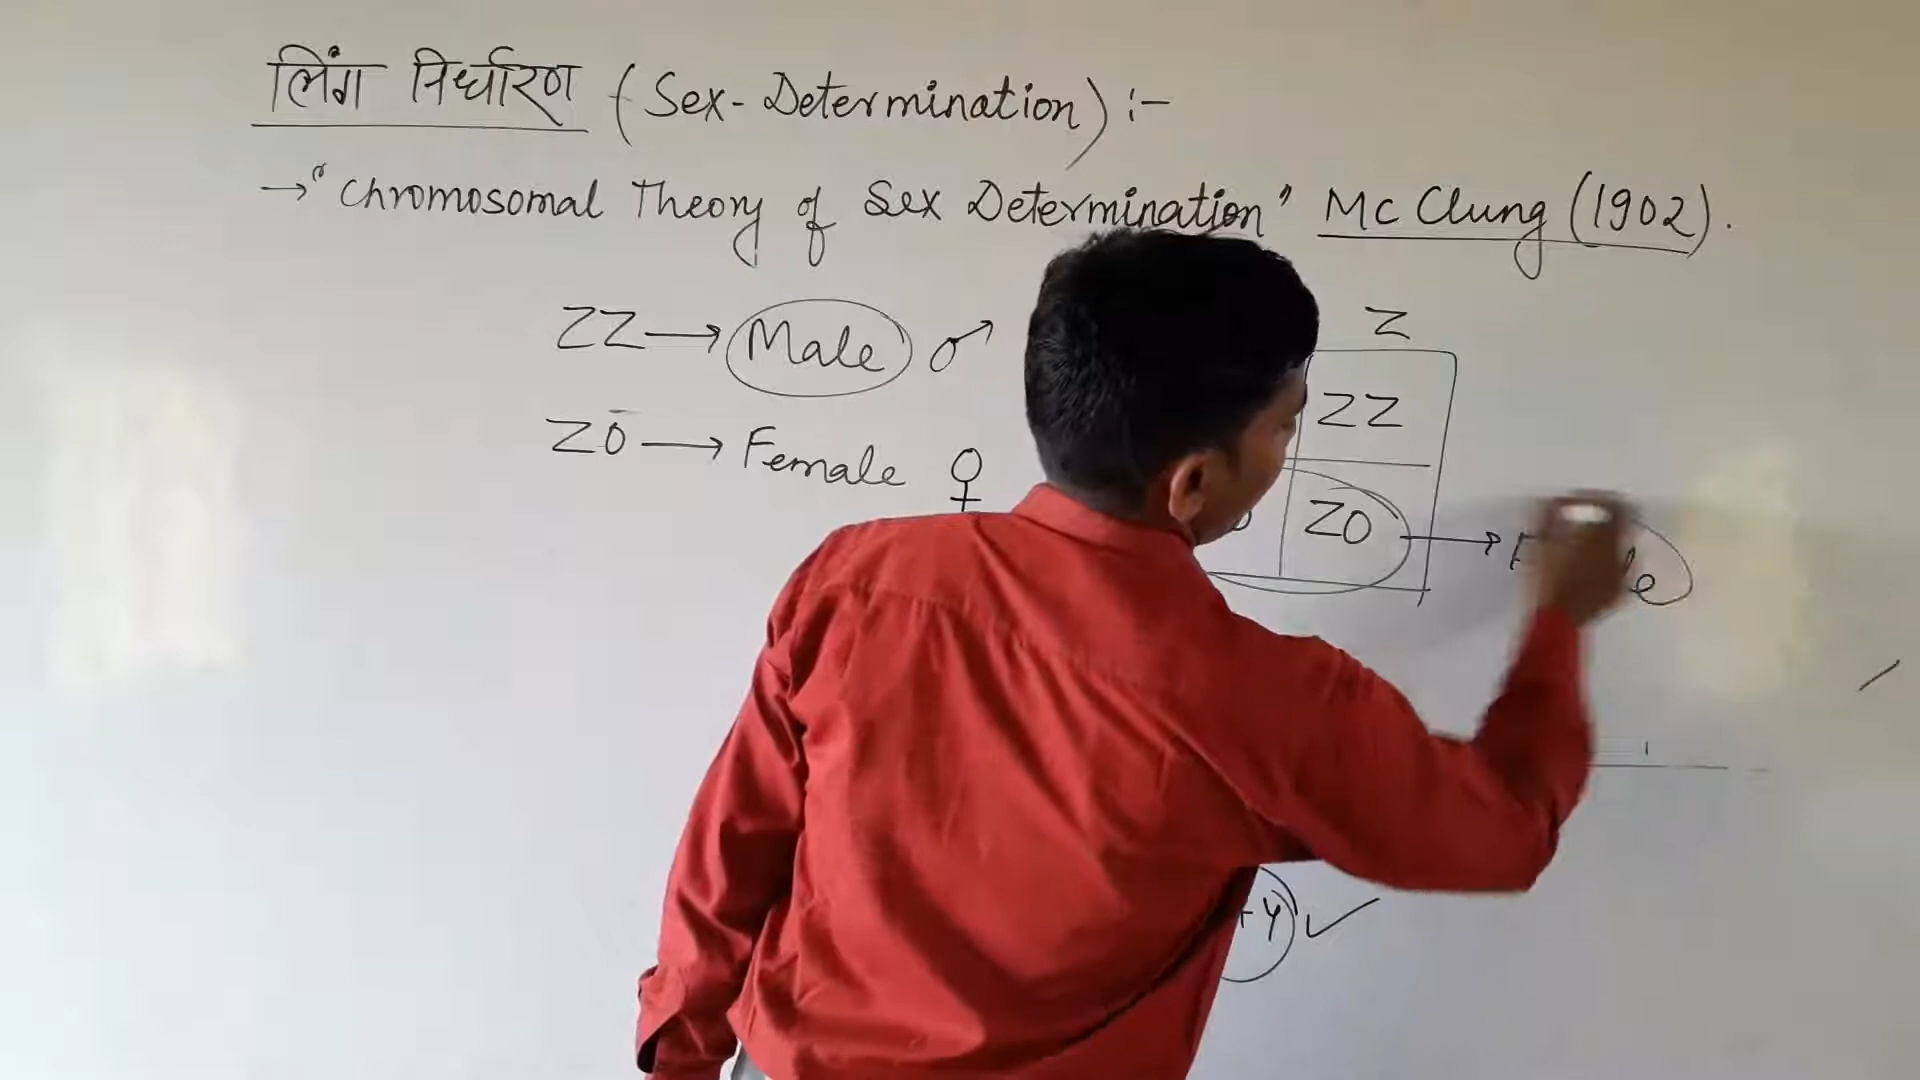 लिंग निर्धारण (Sex-Determination) :-
→ "Chromosomal Theory of Sex Determination" Mc Clung (1902).
ZZ → Male ♂
ZO → Female ♀
Z
ZZ
ZO →
+Y) ✓